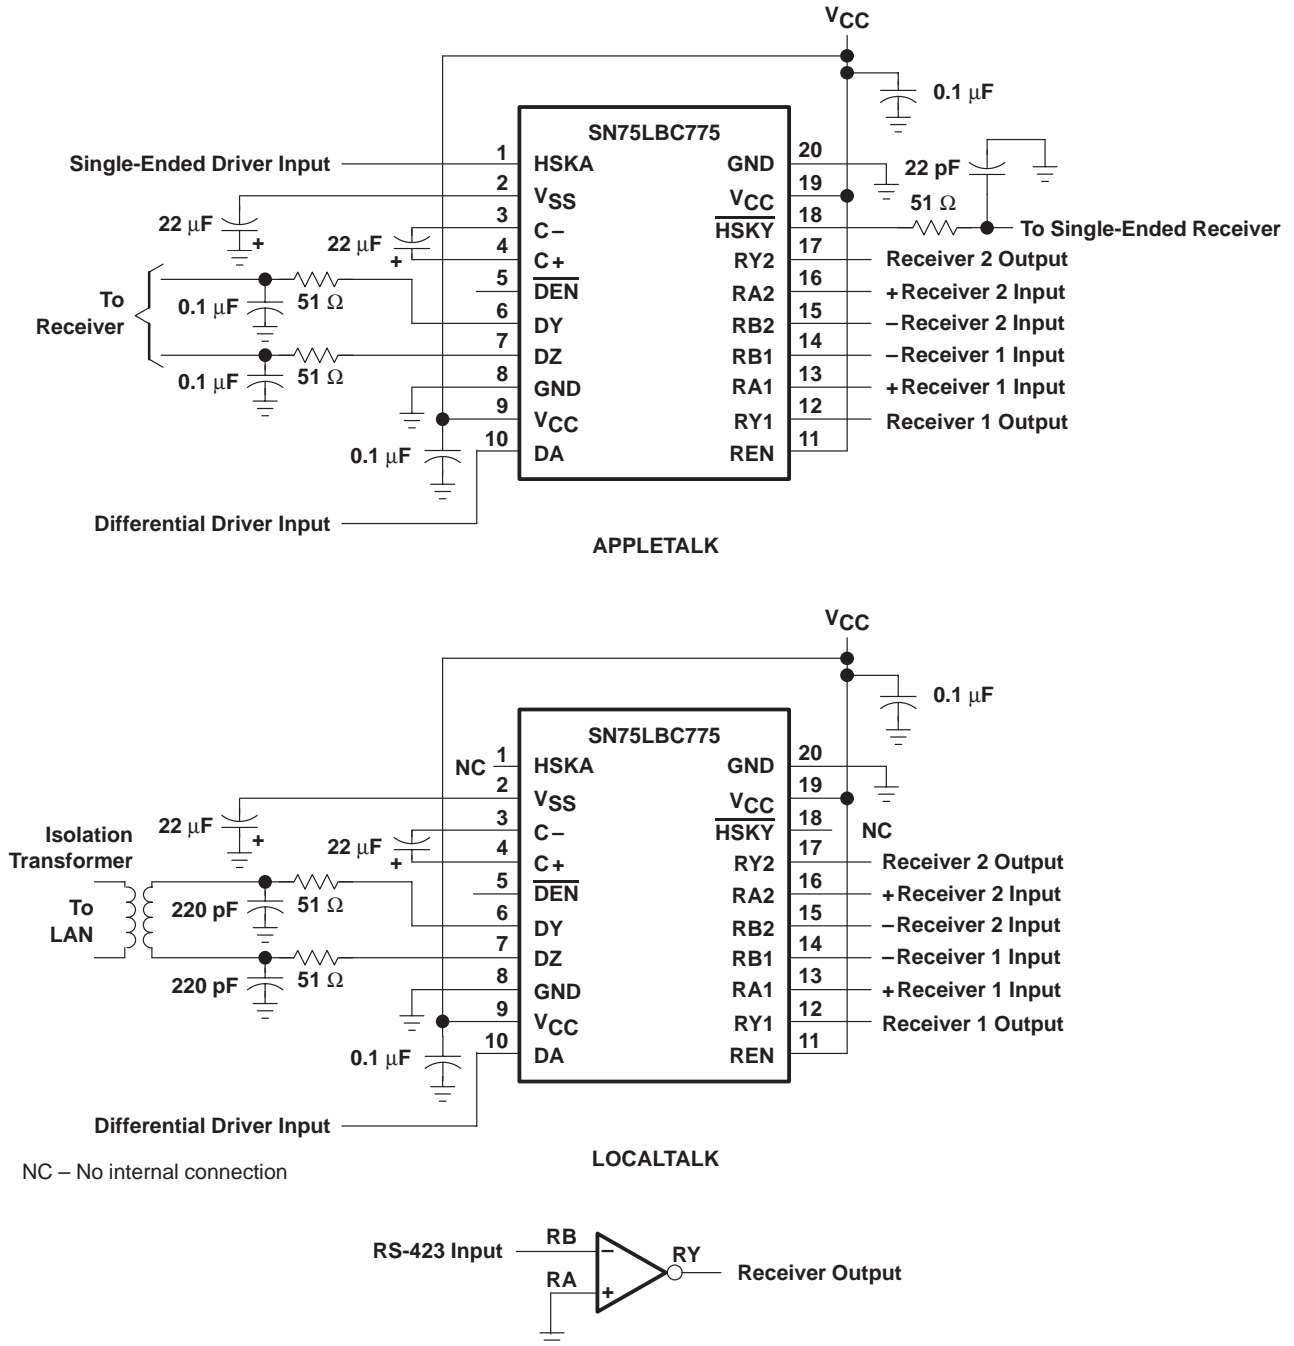 VCC
0.1 μF
SN75LBC775
Single-Ended Driver Input
1 HSKA
GND 20
22 pF
2 VSS
VCC 19
51 Ω
22 μF
+
3 C–
HSKY 18
To Single-Ended Receiver
22 μF
+
4 C+
RY2 17
Receiver 2 Output
5 DEN
RA2 16
+Receiver 2 Input
To
Receiver
0.1 μF
51 Ω
6 DY
RB2 15
–Receiver 2 Input
7 DZ
RB1 14
–Receiver 1 Input
0.1 μF
51 Ω
8 GND
RA1 13
+Receiver 1 Input
9 VCC
RY1 12
Receiver 1 Output
0.1 μF
10 DA
REN 11
Differential Driver Input
APPLETALK
VCC
0.1 μF
SN75LBC775
NC
1 HSKA
GND 20
2 VSS
VCC 19
22 μF
+
3 C–
HSKY 18
NC
Isolation
Transformer
22 μF
+
4 C+
RY2 17
Receiver 2 Output
5 DEN
RA2 16
+Receiver 2 Input
To
LAN
220 pF
51 Ω
6 DY
RB2 15
–Receiver 2 Input
7 DZ
RB1 14
–Receiver 1 Input
220 pF
51 Ω
8 GND
RA1 13
+Receiver 1 Input
9 VCC
RY1 12
Receiver 1 Output
0.1 μF
10 DA
REN 11
Differential Driver Input
LOCALTALK
NC – No internal connection
RS-423 Input
RB
–
RY
Receiver Output
RA
+